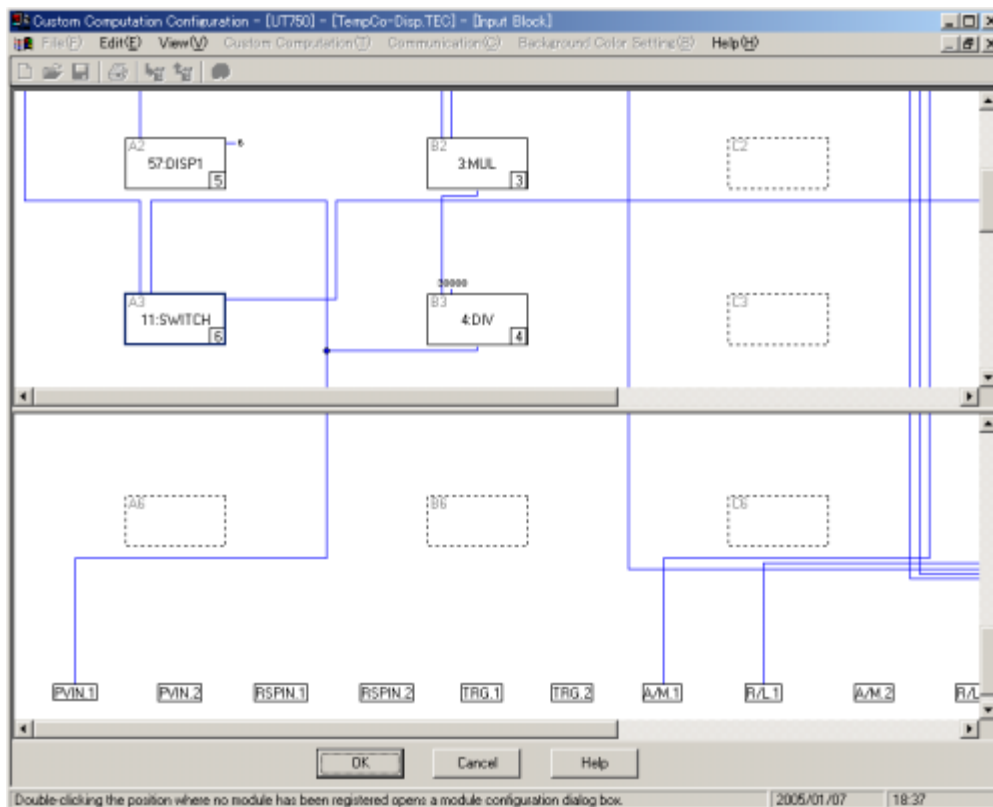 Custom Computation Configuration - [UT750] - [TempCo-Disp.TEC] - [Input Block]
File(F) Edit(E) View(V) Custom Computation(T) Communication(C) Background Color Setting(B) Help(H)
A2 B2 C2
57:DISP1 6 3:MUL
5 3
20000
A3 B3 C3
11:SWITCH 4:DIV
6 4
A6 B6 C6
PVIN.1 PVIN.2 RSPIN.1 RSPIN.2 TRG.1 TRG.2 A/M.1 R/L.1 A/M.2 R/L
OK Cancel Help
Double-clicking the position where no module has been registered opens a module configuration dialog box. 2005/01/07 18:37